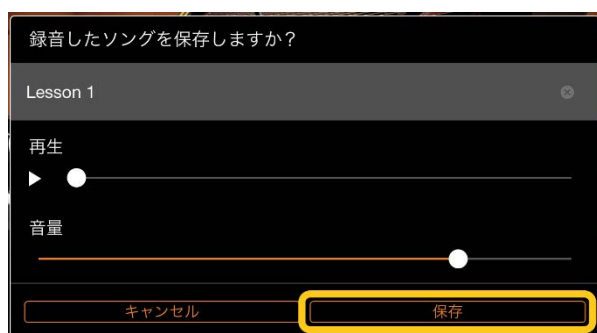 録音したソングを保存しますか？
Lesson 1
再生
音量
キャンセル
保存